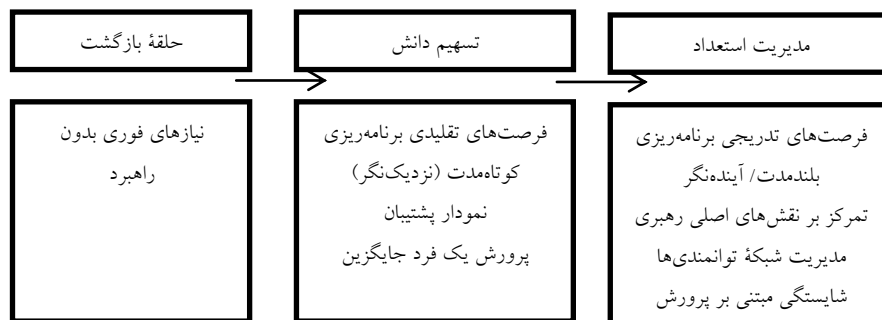 مدیریت استعداد
تسهیم دانش
حلقهٔ بازگشت
فرصت‌های تدریجی برنامه‌ریزی
بلندمدت/ آینده‌نگر
تمرکز بر نقش‌های اصلی رهبری
مدیریت شبکهٔ توانمندی‌ها
شایستگی مبتنی بر پرورش
فرصت‌های تقلیدی برنامه‌ریزی
کوتاه‌مدت (نزدیک‌نگر)
نمودار پشتیبان
پرورش یک فرد جایگزین
نیازهای فوری بدون
راهبرد